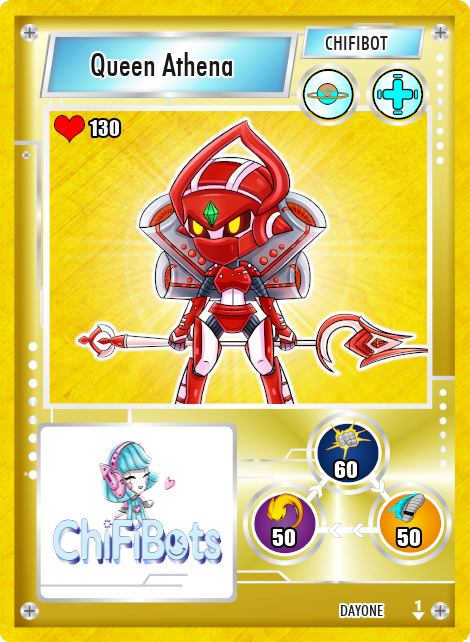 Queen Athena
CHIFIBOT
130
60
50
50
ChiFiBots
DAYONE
1